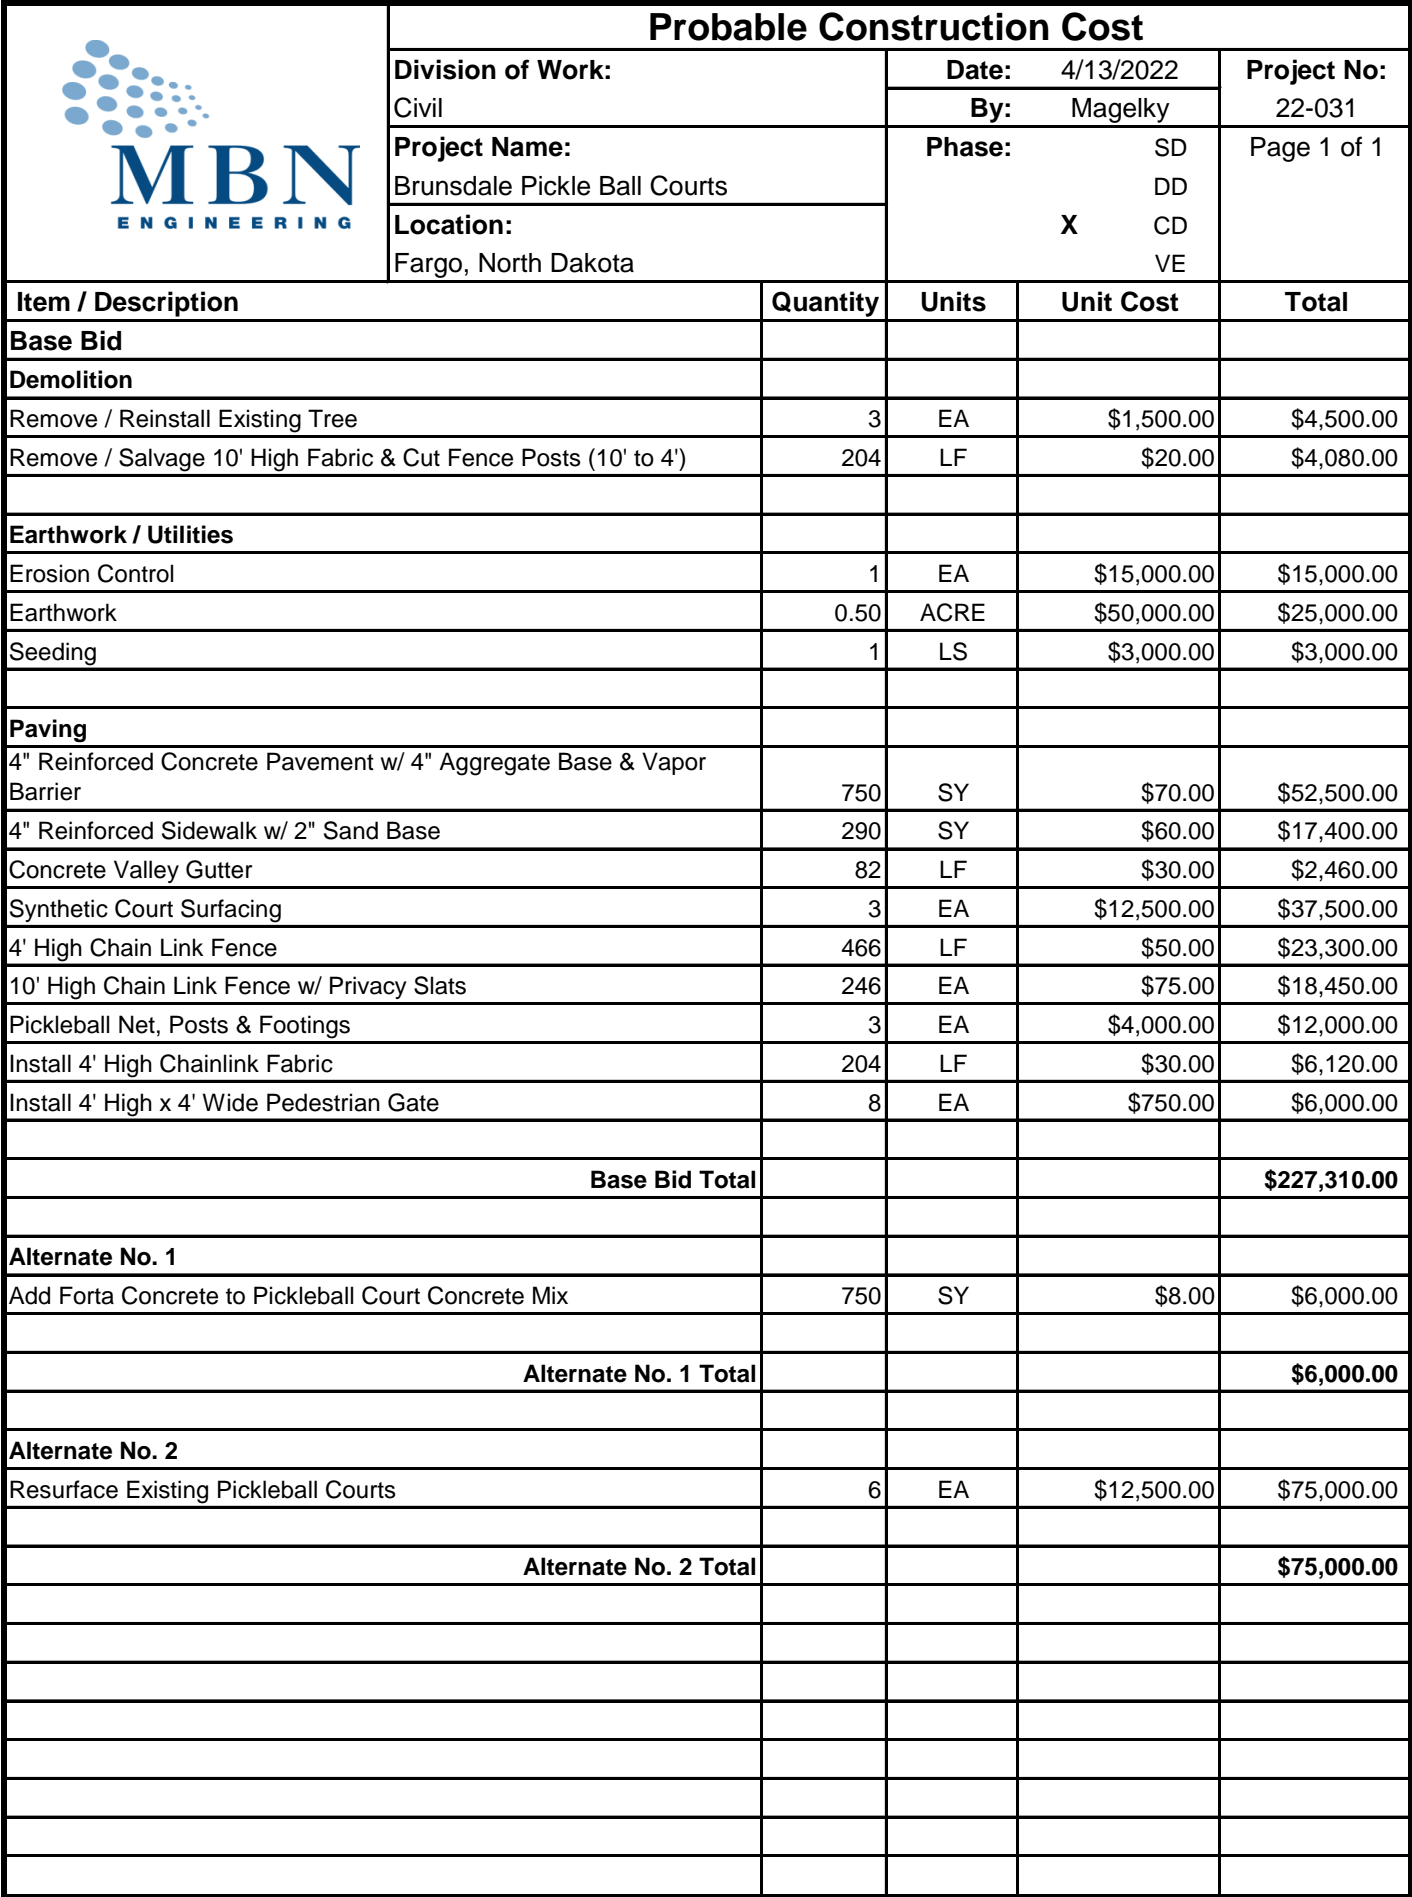 Probable Construction Cost
MBN
ENGINEERING
Division of Work:
Civil
Date: 4/13/2022
By: Magelky
Project No:
22-031
Project Name:
Brunsdale Pickle Ball Courts
Location:
Fargo, North Dakota
Phase: SD
DD
X CD
VE
Page 1 of 1
Item / Description Quantity Units Unit Cost Total
Base Bid
Demolition
Remove / Reinstall Existing Tree 3 EA $1,500.00 $4,500.00
Remove / Salvage 10' High Fabric & Cut Fence Posts (10' to 4') 204 LF $20.00 $4,080.00
Earthwork / Utilities
Erosion Control 1 EA $15,000.00 $15,000.00
Earthwork 0.50 ACRE $50,000.00 $25,000.00
Seeding 1 LS $3,000.00 $3,000.00
Paving
4" Reinforced Concrete Pavement w/ 4" Aggregate Base & Vapor
Barrier 750 SY $70.00 $52,500.00
4" Reinforced Sidewalk w/ 2" Sand Base 290 SY $60.00 $17,400.00
Concrete Valley Gutter 82 LF $30.00 $2,460.00
Synthetic Court Surfacing 3 EA $12,500.00 $37,500.00
4' High Chain Link Fence 466 LF $50.00 $23,300.00
10' High Chain Link Fence w/ Privacy Slats 246 EA $75.00 $18,450.00
Pickleball Net, Posts & Footings 3 EA $4,000.00 $12,000.00
Install 4' High Chainlink Fabric 204 LF $30.00 $6,120.00
Install 4' High x 4' Wide Pedestrian Gate 8 EA $750.00 $6,000.00
Base Bid Total $227,310.00
Alternate No. 1
Add Forta Concrete to Pickleball Court Concrete Mix 750 SY $8.00 $6,000.00
Alternate No. 1 Total $6,000.00
Alternate No. 2
Resurface Existing Pickleball Courts 6 EA $12,500.00 $75,000.00
Alternate No. 2 Total $75,000.00